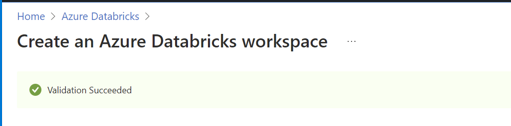 Home > Azure Databricks >
Create an Azure Databricks workspace ...
Validation Succeeded